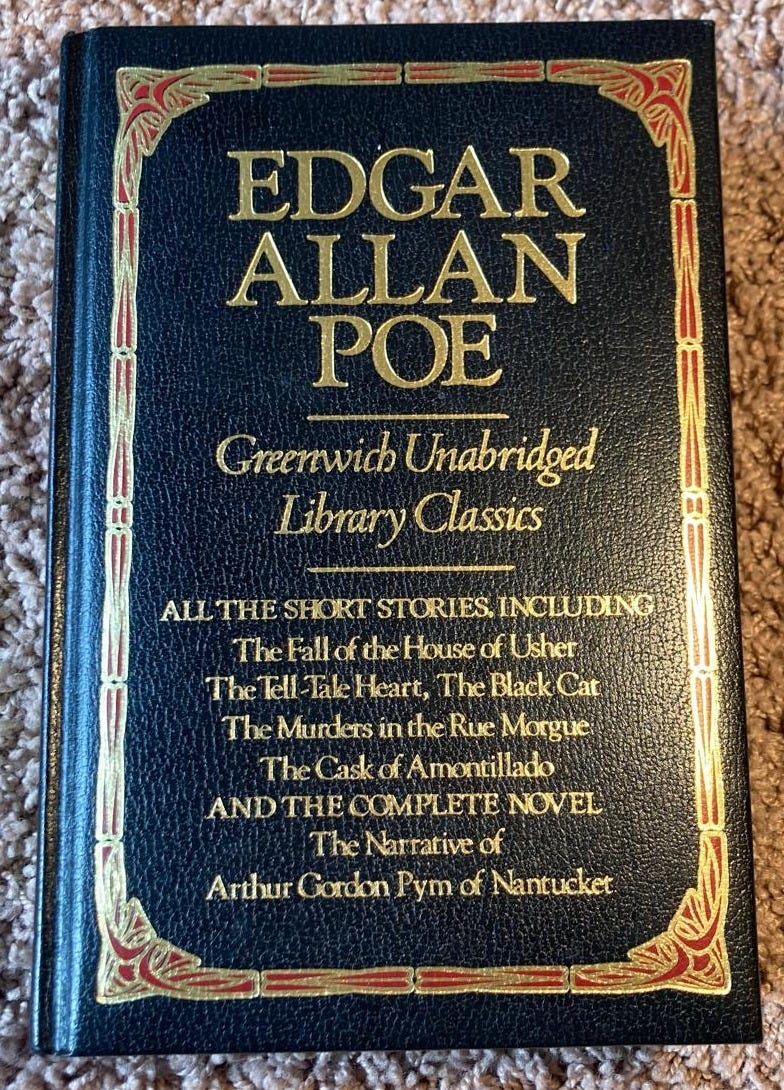 EDGAR
ALLAN
POE
Greenwich Unabridged
Library Classics
ALL THE SHORT STORIES, INCLUDING
The Fall of the House of Usher
The Tell-Tale Heart, The Black Cat
The Murders in the Rue Morgue
The Cask of Amontillado
AND THE COMPLETE NOVEL
The Narrative of
Arthur Gordon Pym of Nantucket